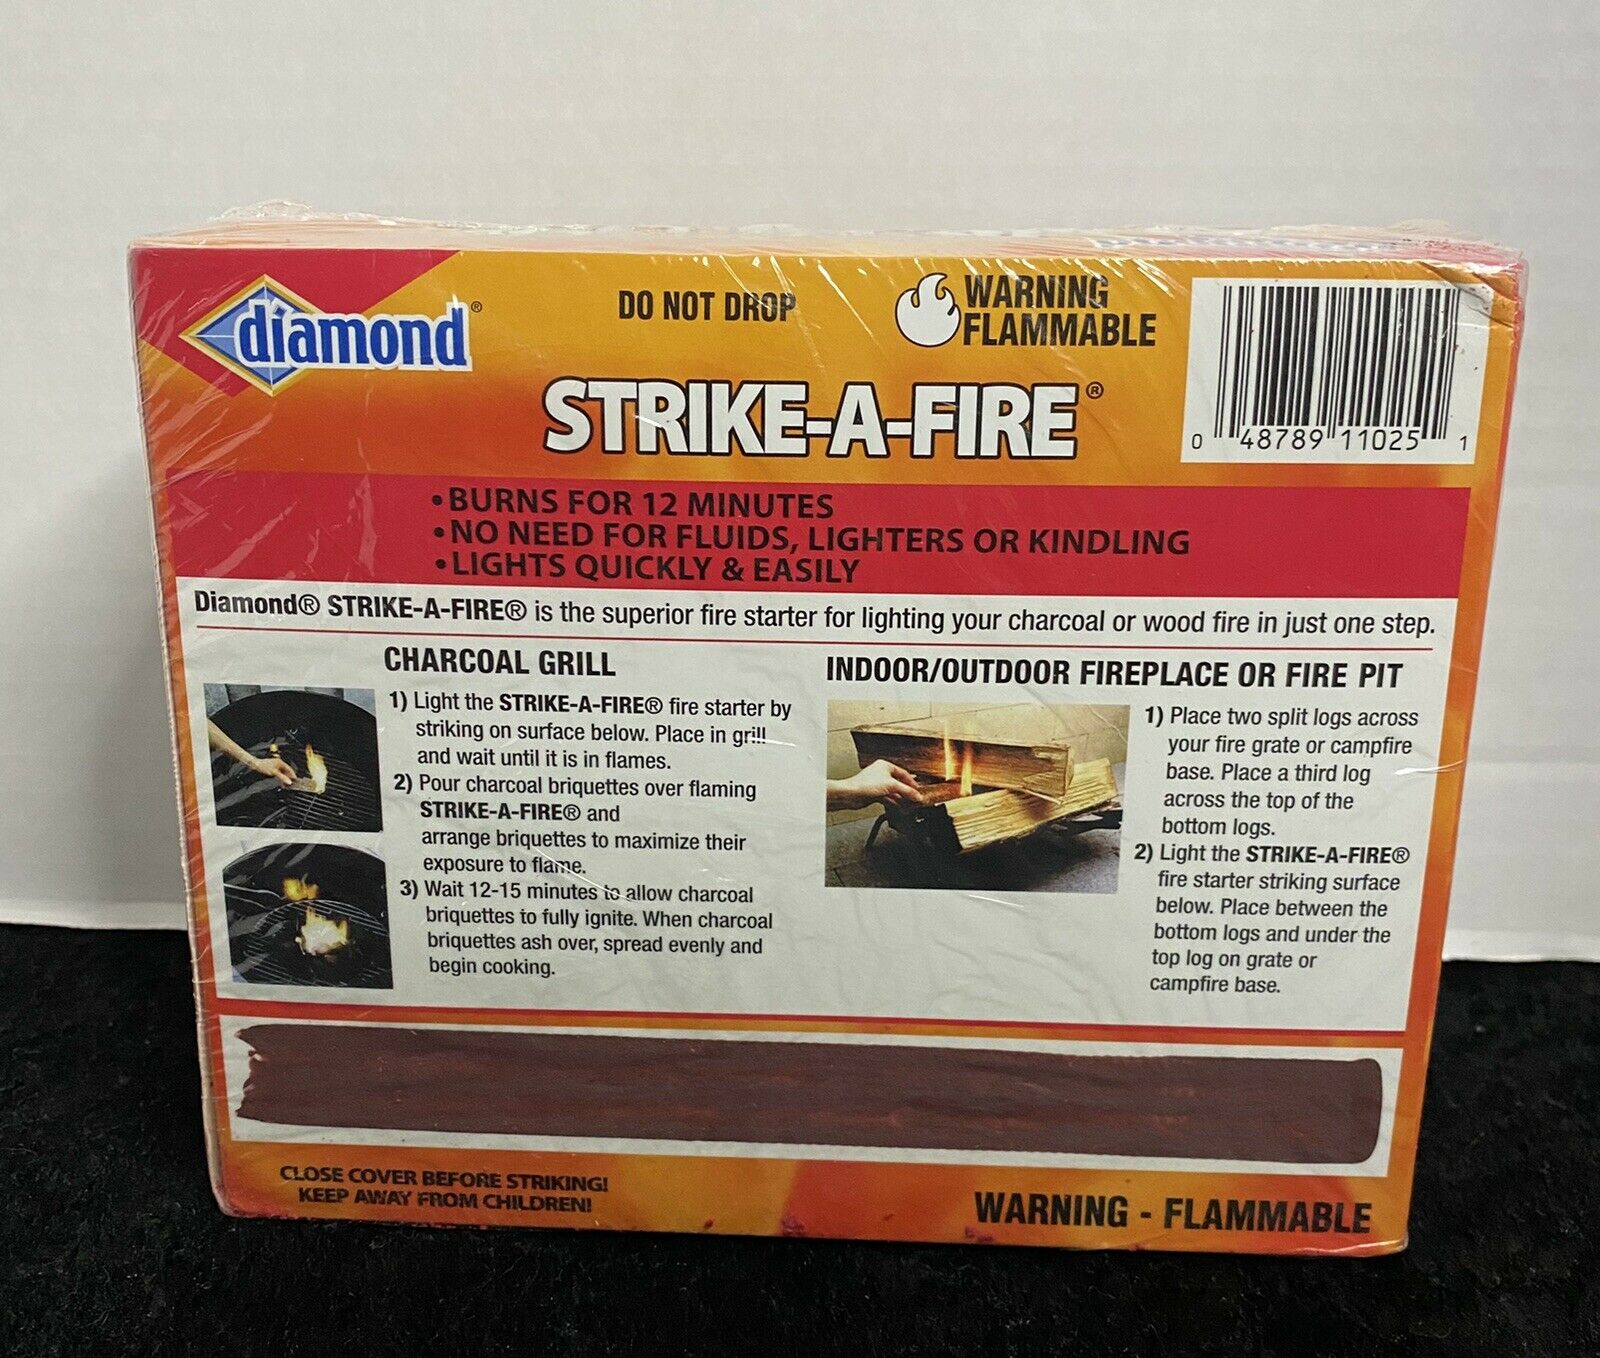 diamond®
DO NOT DROP
WARNING
FLAMMABLE
STRIKE-A-FIRE®
0 48789 11025 1
•BURNS FOR 12 MINUTES
•NO NEED FOR FLUIDS, LIGHTERS OR KINDLING
•LIGHTS QUICKLY & EASILY
Diamond® STRIKE-A-FIRE® is the superior fire starter for lighting your charcoal or wood fire in just one step.
CHARCOAL GRILL
1) Light the STRIKE-A-FIRE® fire starter by
striking on surface below. Place in grill
and wait until it is in flames.
2) Pour charcoal briquettes over flaming
STRIKE-A-FIRE® and
arrange briquettes to maximize their
exposure to flame.
3) Wait 12-15 minutes to allow charcoal
briquettes to fully ignite. When charcoal
briquettes ash over, spread evenly and
begin cooking.
INDOOR/OUTDOOR FIREPLACE OR FIRE PIT
1) Place two split logs across
your fire grate or campfire
base. Place a third log
across the top of the
bottom logs.
2) Light the STRIKE-A-FIRE®
fire starter striking surface
below. Place between the
bottom logs and under the
top log on grate or
campfire base.
CLOSE COVER BEFORE STRIKING!
KEEP AWAY FROM CHILDREN!
WARNING - FLAMMABLE